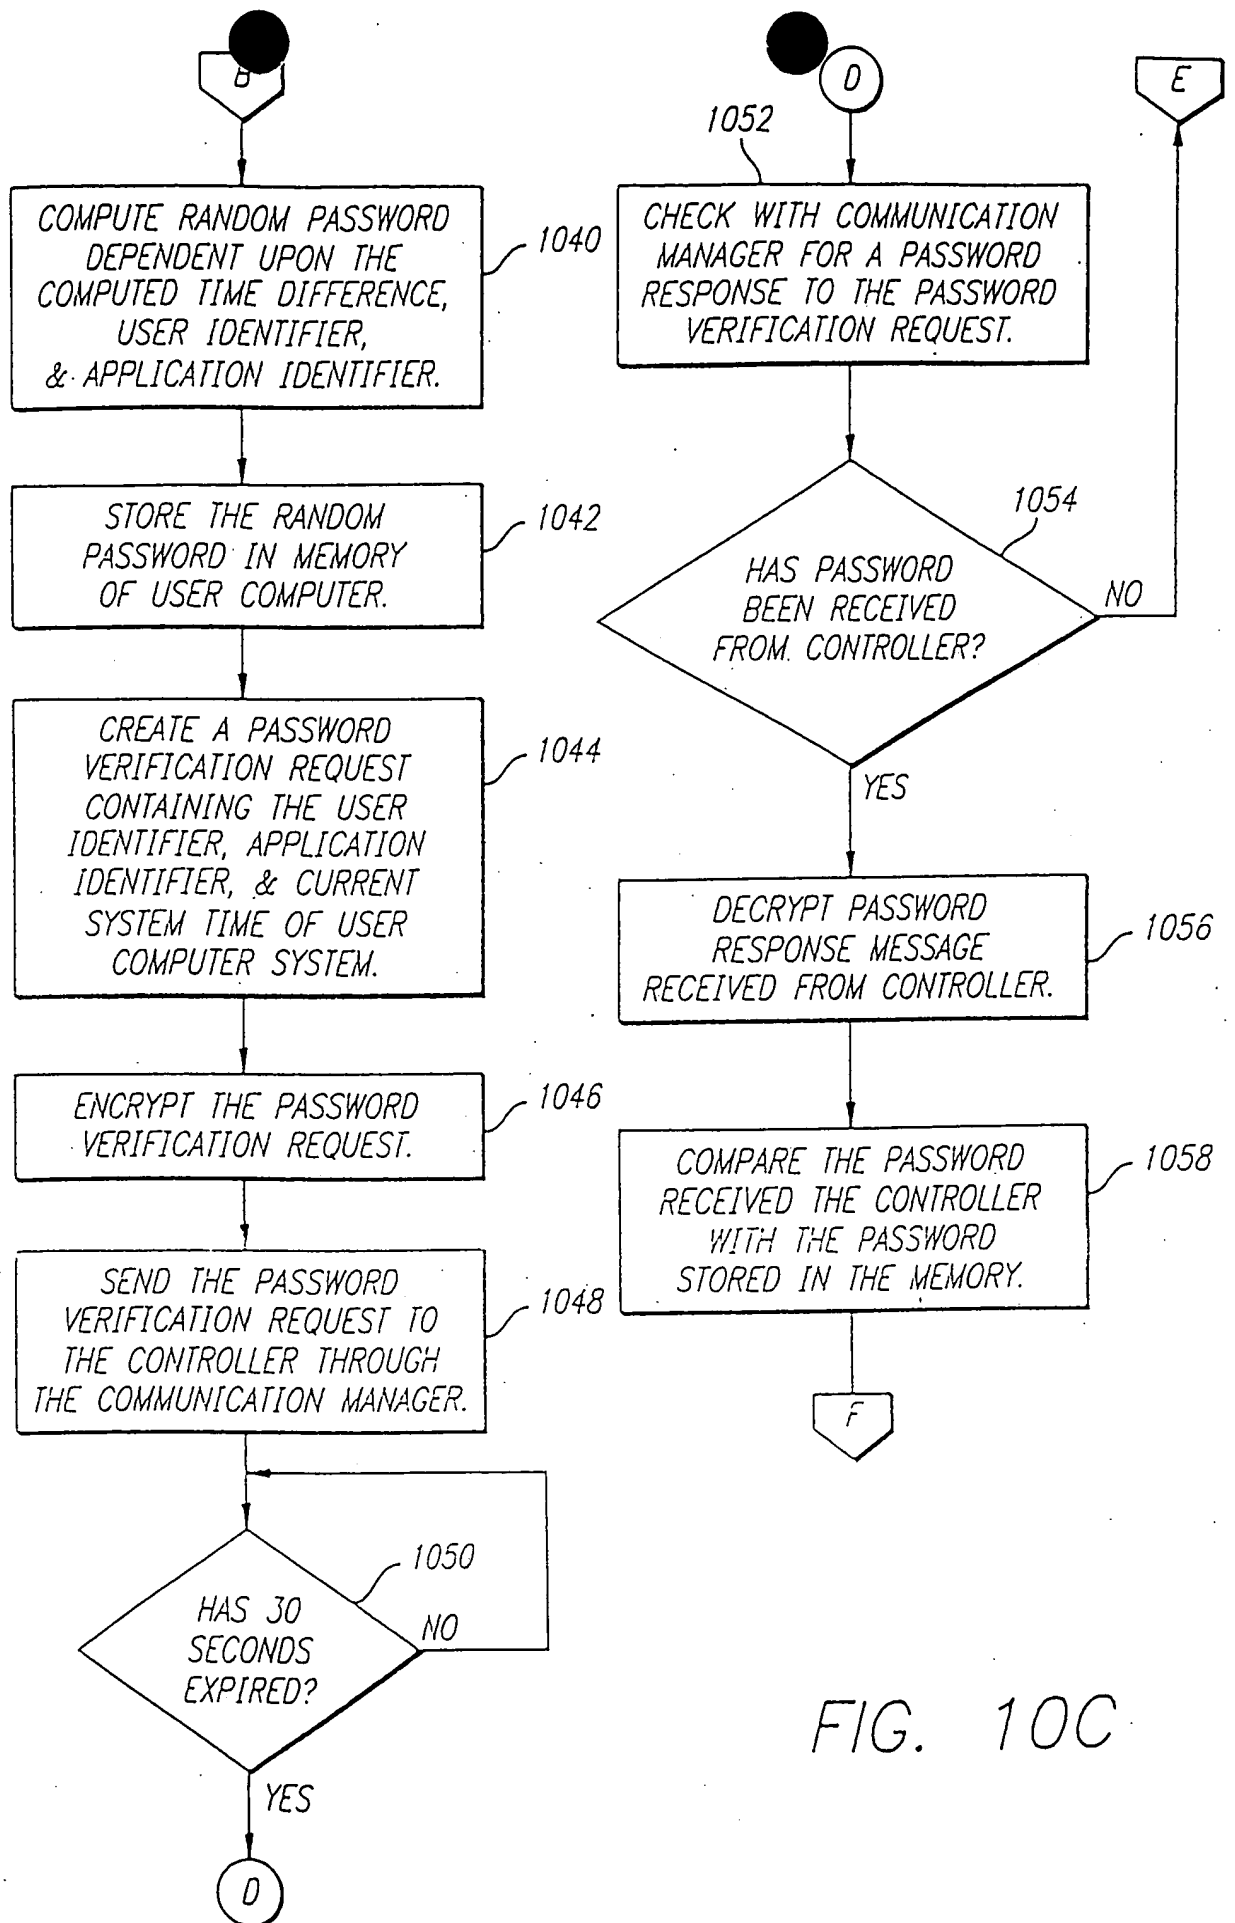 B
COMPUTE RANDOM PASSWORD
DEPENDENT UPON THE
COMPUTED TIME DIFFERENCE,
USER IDENTIFIER,
& APPLICATION IDENTIFIER.
1040
STORE THE RANDOM
PASSWORD IN MEMORY
OF USER COMPUTER.
1042
CREATE A PASSWORD
VERIFICATION REQUEST
CONTAINING THE USER
IDENTIFIER, APPLICATION
IDENTIFIER, & CURRENT
SYSTEM TIME OF USER
COMPUTER SYSTEM.
1044
ENCRYPT THE PASSWORD
VERIFICATION REQUEST.
1046
SEND THE PASSWORD
VERIFICATION REQUEST TO
THE CONTROLLER THROUGH
THE COMMUNICATION MANAGER.
1048
HAS 30
SECONDS
EXPIRED?
1050
NO
YES
D
D
1052
CHECK WITH COMMUNICATION
MANAGER FOR A PASSWORD
RESPONSE TO THE PASSWORD
VERIFICATION REQUEST.
HAS PASSWORD
BEEN RECEIVED
FROM CONTROLLER?
1054
NO
E
YES
DECRYPT PASSWORD
RESPONSE MESSAGE
RECEIVED FROM CONTROLLER.
1056
COMPARE THE PASSWORD
RECEIVED THE CONTROLLER
WITH THE PASSWORD
STORED IN THE MEMORY.
1058
F
FIG. 10C